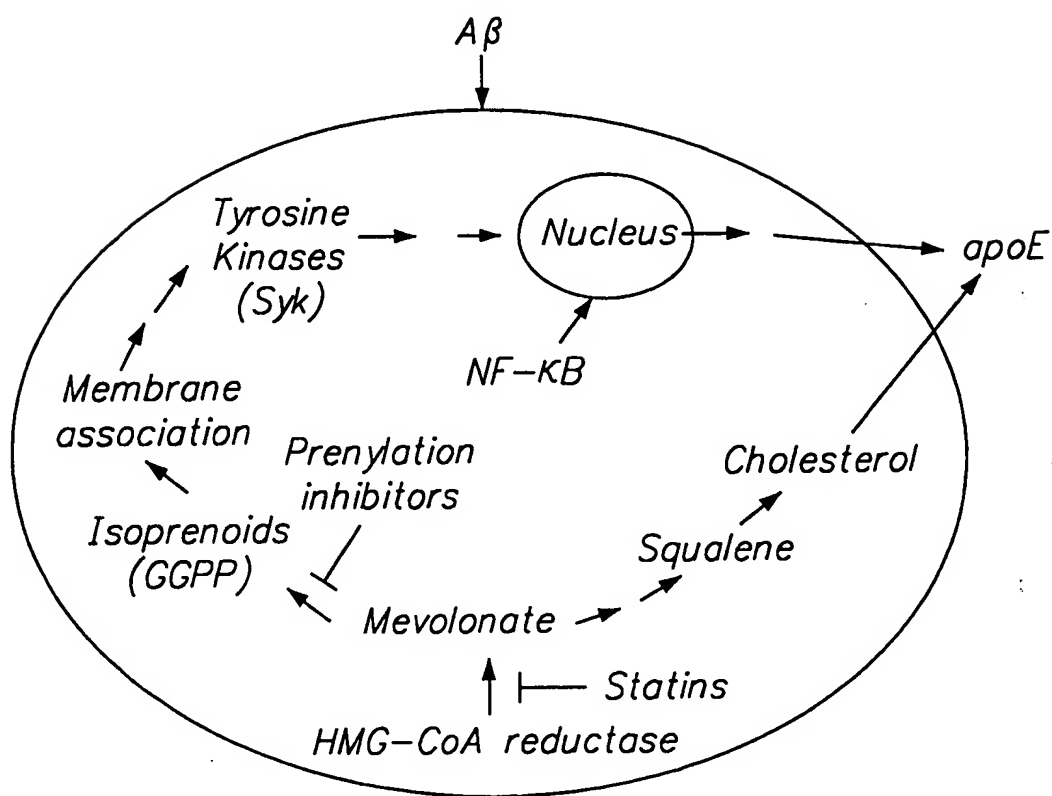 Aβ
Tyrosine
Kinases
(Syk)
Nucleus
apoE
NF-κB
Membrane
association
Prenylation
inhibitors
Cholesterol
Isoprenoids
(GGPP)
Squalene
Mevolonate
Statins
HMG-CoA reductase